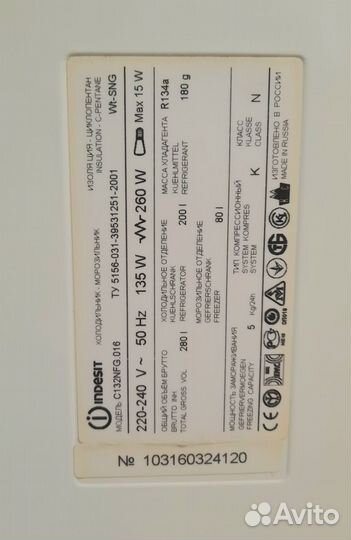 INDESIT
ХОЛОДИЛЬНИК - МОРОЗИЛЬНИК
ИЗОЛЯЦИЯ - ЦИКЛОПЕНТАН
INSULATION - C-PENTANE
МОДЕЛЬ C132NFG.016
ТУ 5156-031-39531251-2001
Wt-SNG
220-240 V ~ 50 Hz 135 W 260 W Max 15 W
ОБЩИЙ ОБЪЁМ БРУТТО
BRUTTO INH
TOTAL GROSS VOL
280 l
ХОЛОДИЛЬНОЕ ОТДЕЛЕНИЕ
KUEHLSCHRANK
REFRIGERATOR
200 l
МАССА ХЛАДАГЕНТА
KUEHLMITTEL
REFRIGERANT
R134a
180 g
МОРОЗИЛЬНОЕ ОТДЕЛЕНИЕ
GEFRIERSCHRANK
FREEZER
80 l
МОЩНОСТЬ ЗАМОРАЖИВАНИЯ
GEFRIERVERMOEGEN
FREEZING CAPACITY
5 Kg/24h
ТИП КОМПРЕССИОННЫЙ
SYSTEM KOMPRES
SYSTEM
K
КЛАСС
KLASSE
CLASS
N
ИЗГОТОВЛЕНО В РОССИИ
MADE IN RUSSIA
№ 103160324120
Avito